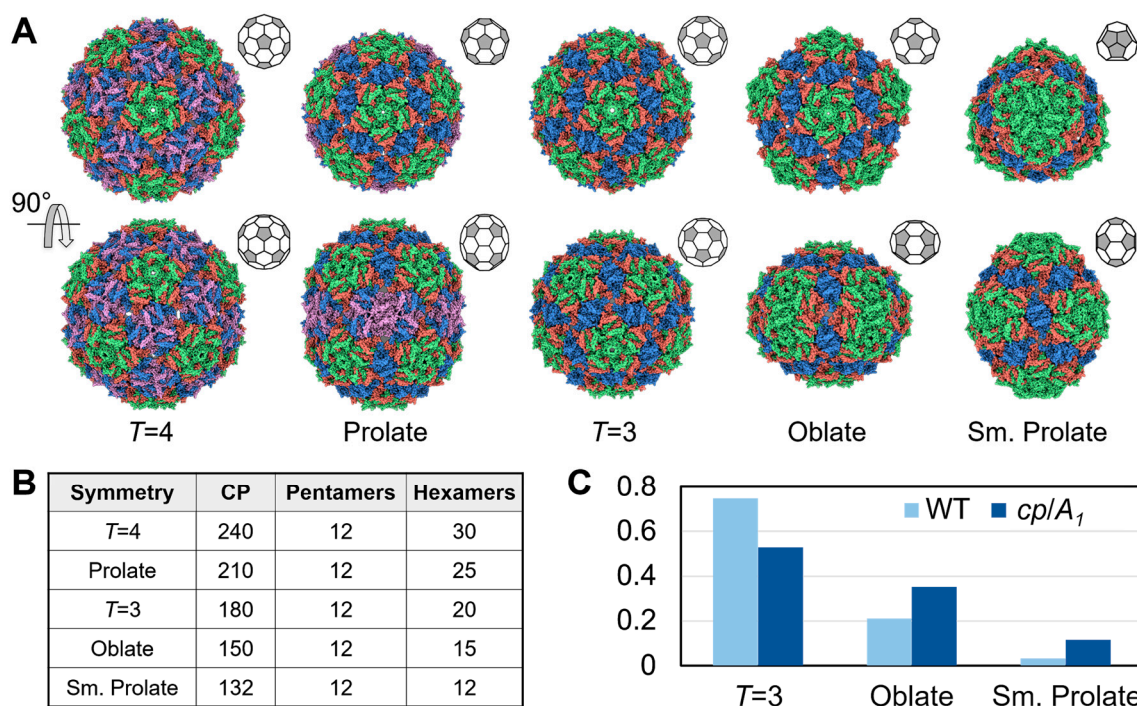 A
90°
T=4 Prolate T=3 Oblate Sm. Prolate
B
Symmetry CP Pentamers Hexamers
T=4 240 12 30
Prolate 210 12 25
T=3 180 12 20
Oblate 150 12 15
Sm. Prolate 132 12 12
C
WT cp/A₁
0.8
0.6
0.4
0.2
0
T=3 Oblate Sm. Prolate